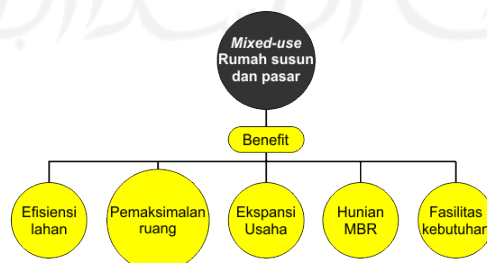 Mixed-use
Rumah susun
dan pasar
Benefit
Efisiensi
lahan
Pemaksimalan
ruang
Ekspansi
Usaha
Hunian
MBR
Fasilitas
kebutuhan